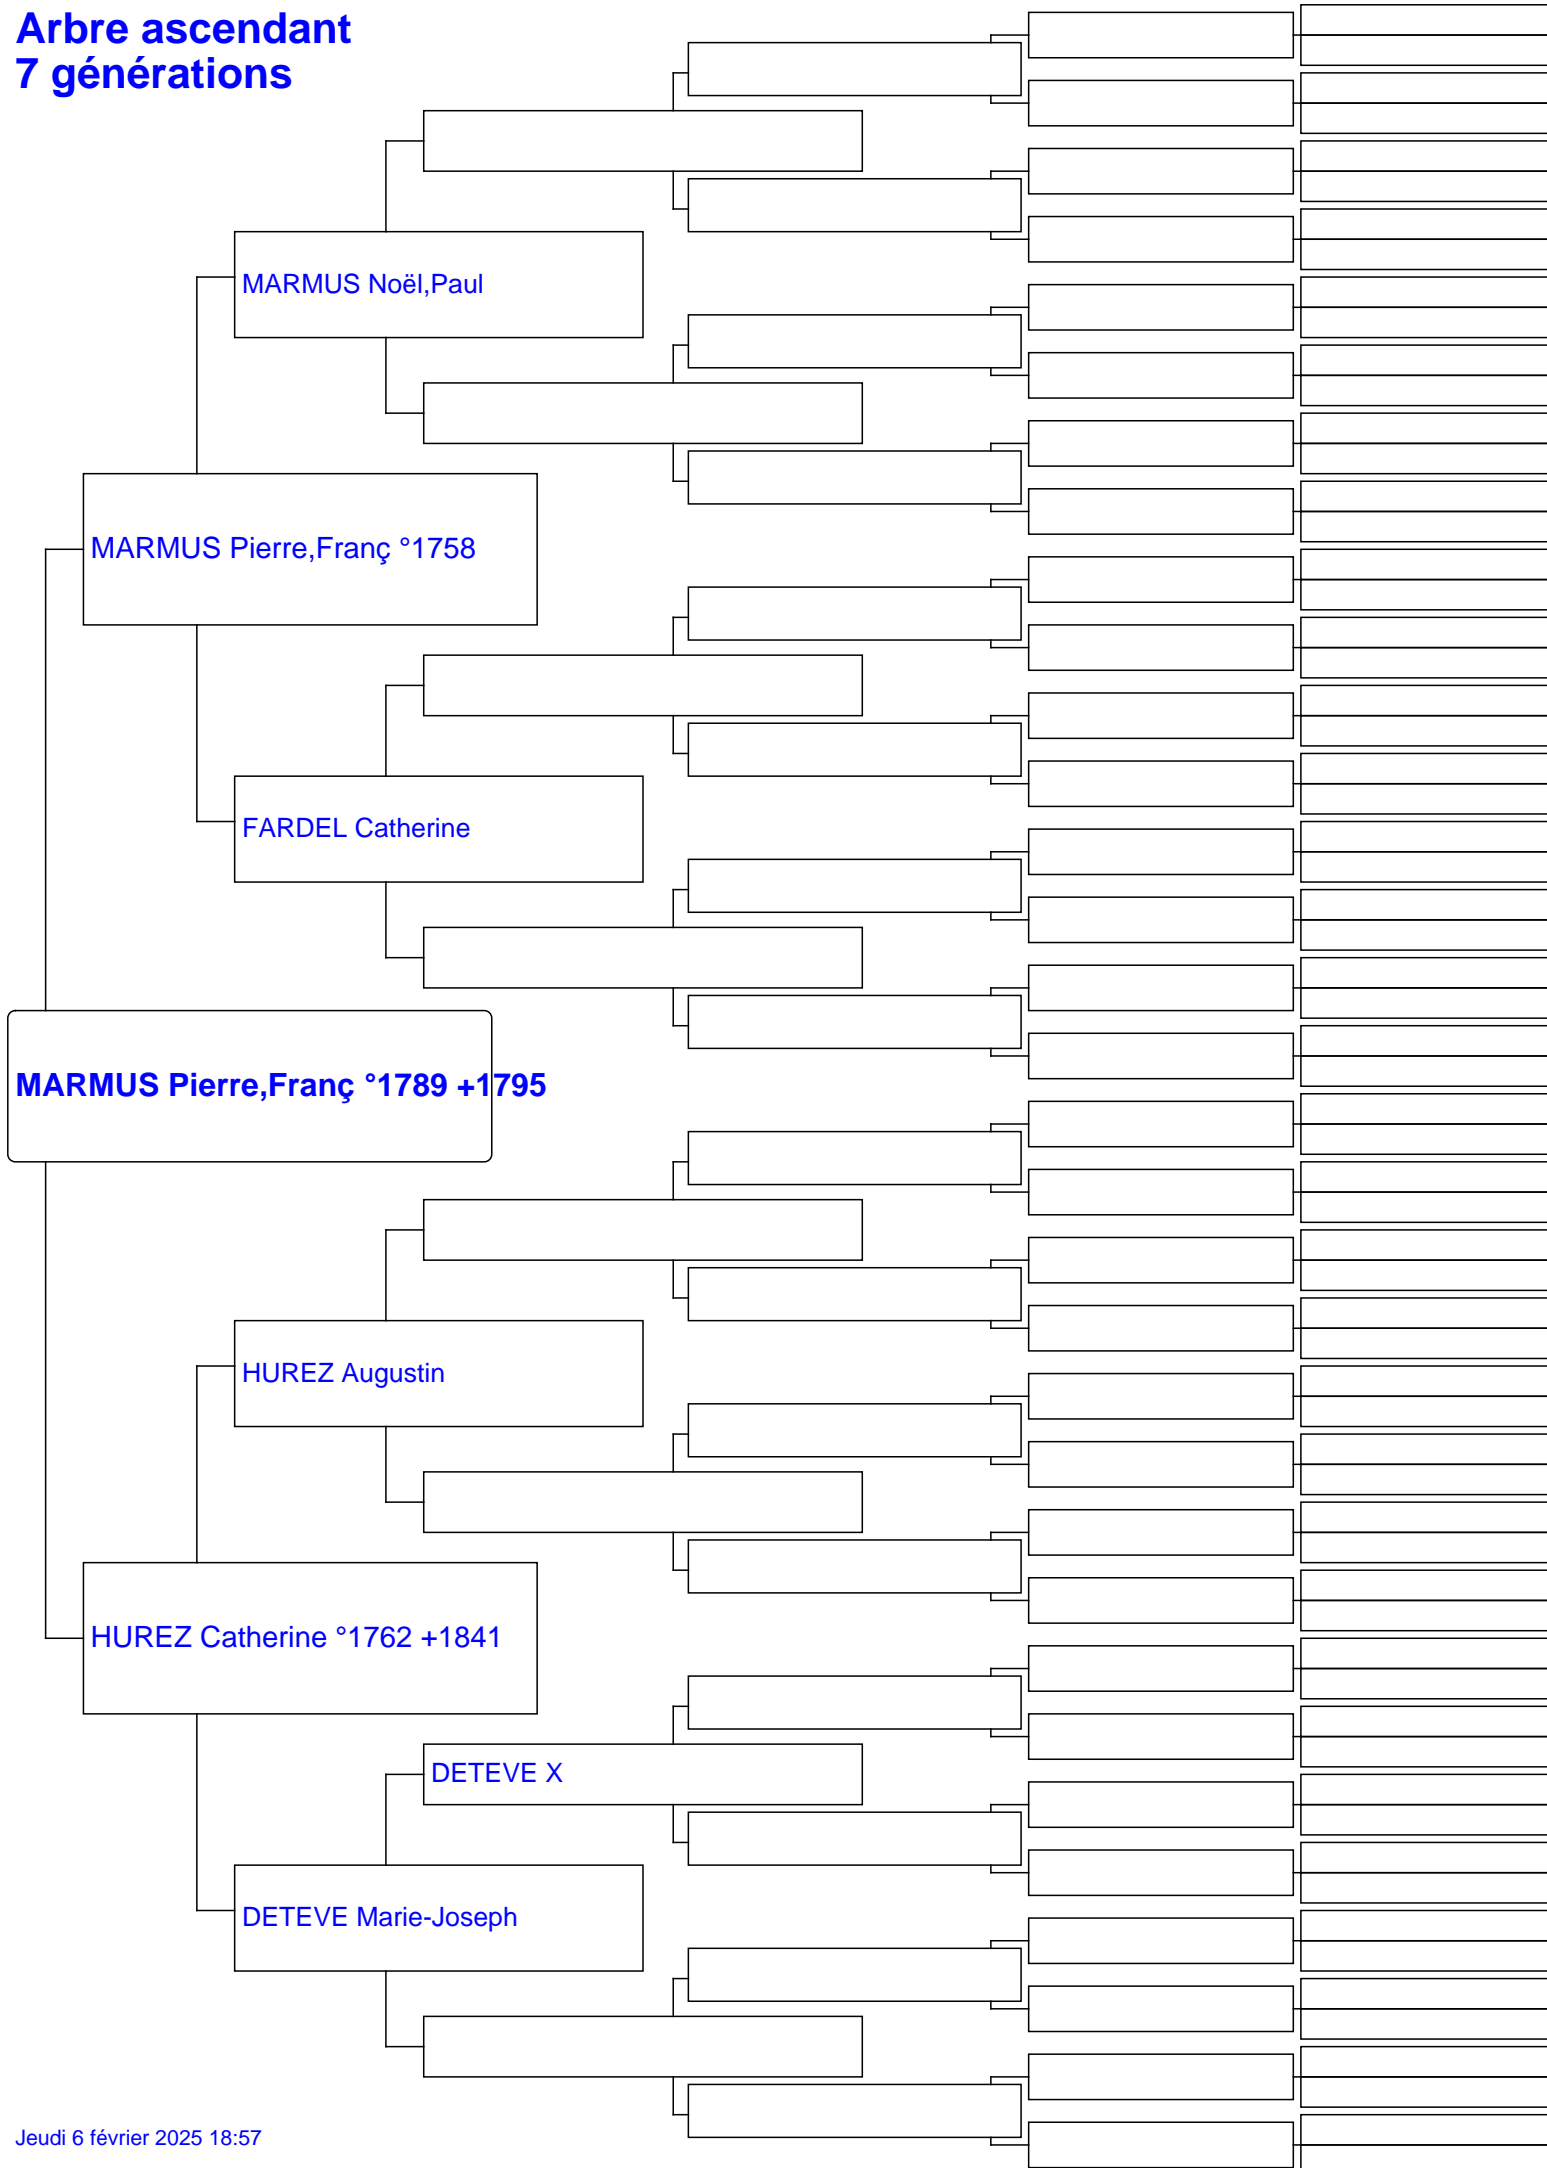 Arbre ascendant
7 générations
MARMUS Noël,Paul
MARMUS Pierre,Franç °1758
FARDEL Catherine
MARMUS Pierre,Franç °1789 +1795
HUREZ Augustin
HUREZ Catherine °1762 +1841
DETEVE X
DETEVE Marie-Joseph
Jeudi 6 février 2025 18:57